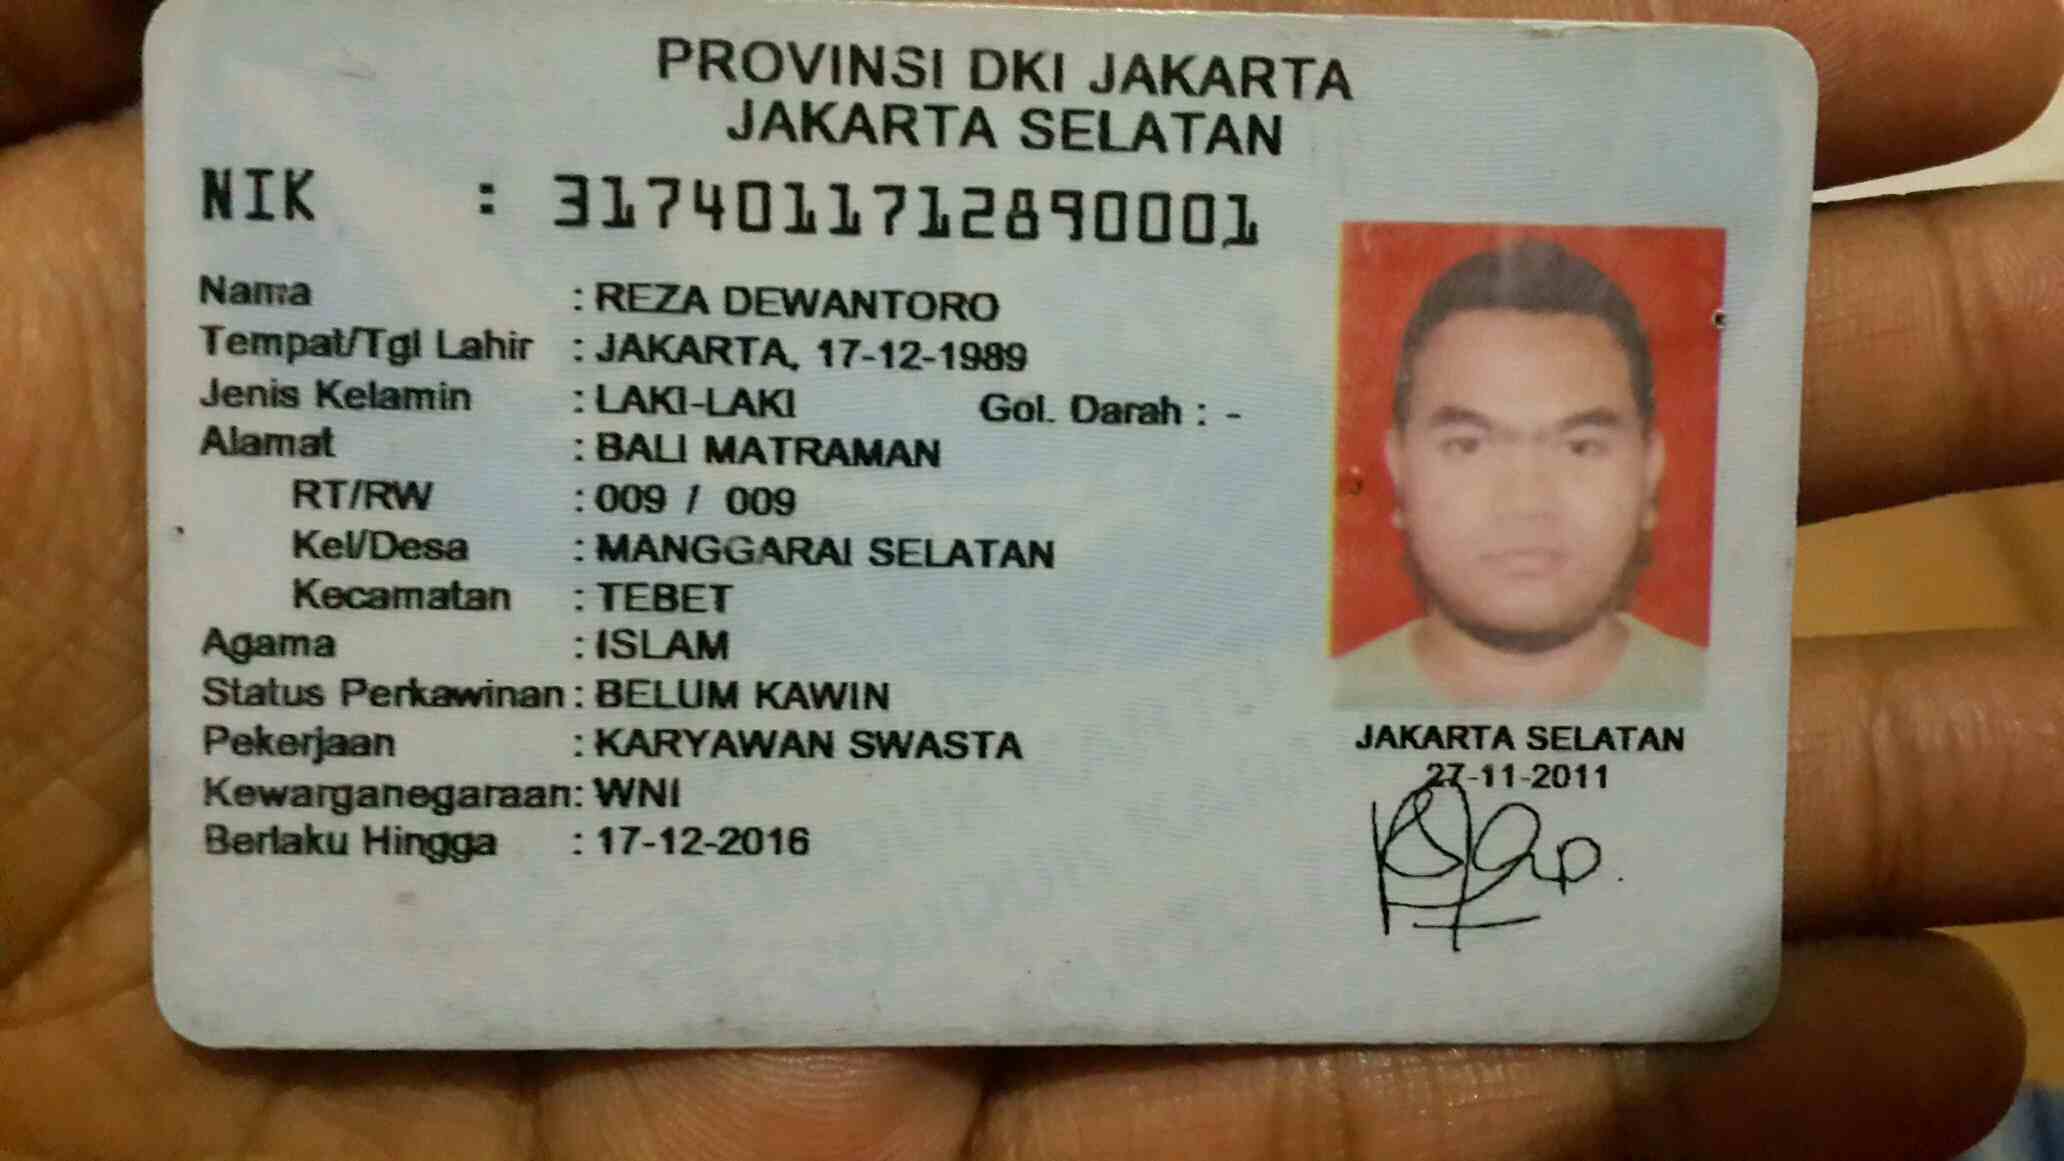 PROVINSI DKI JAKARTA
JAKARTA SELATAN
NIK : 3174011712890001
Nama : REZA DEWANTORO
Tempat/Tgl Lahir : JAKARTA, 17-12-1989
Jenis Kelamin : LAKI-LAKI Gol. Darah : -
Alamat : BALI MATRAMAN
RT/RW : 009 / 009
Kel/Desa : MANGGARAI SELATAN
Kecamatan : TEBET
Agama : ISLAM
Status Perkawinan : BELUM KAWIN
Pekerjaan : KARYAWAN SWASTA
Kewarganegaraan : WNI
Berlaku Hingga : 17-12-2016
JAKARTA SELATAN
27-11-2011